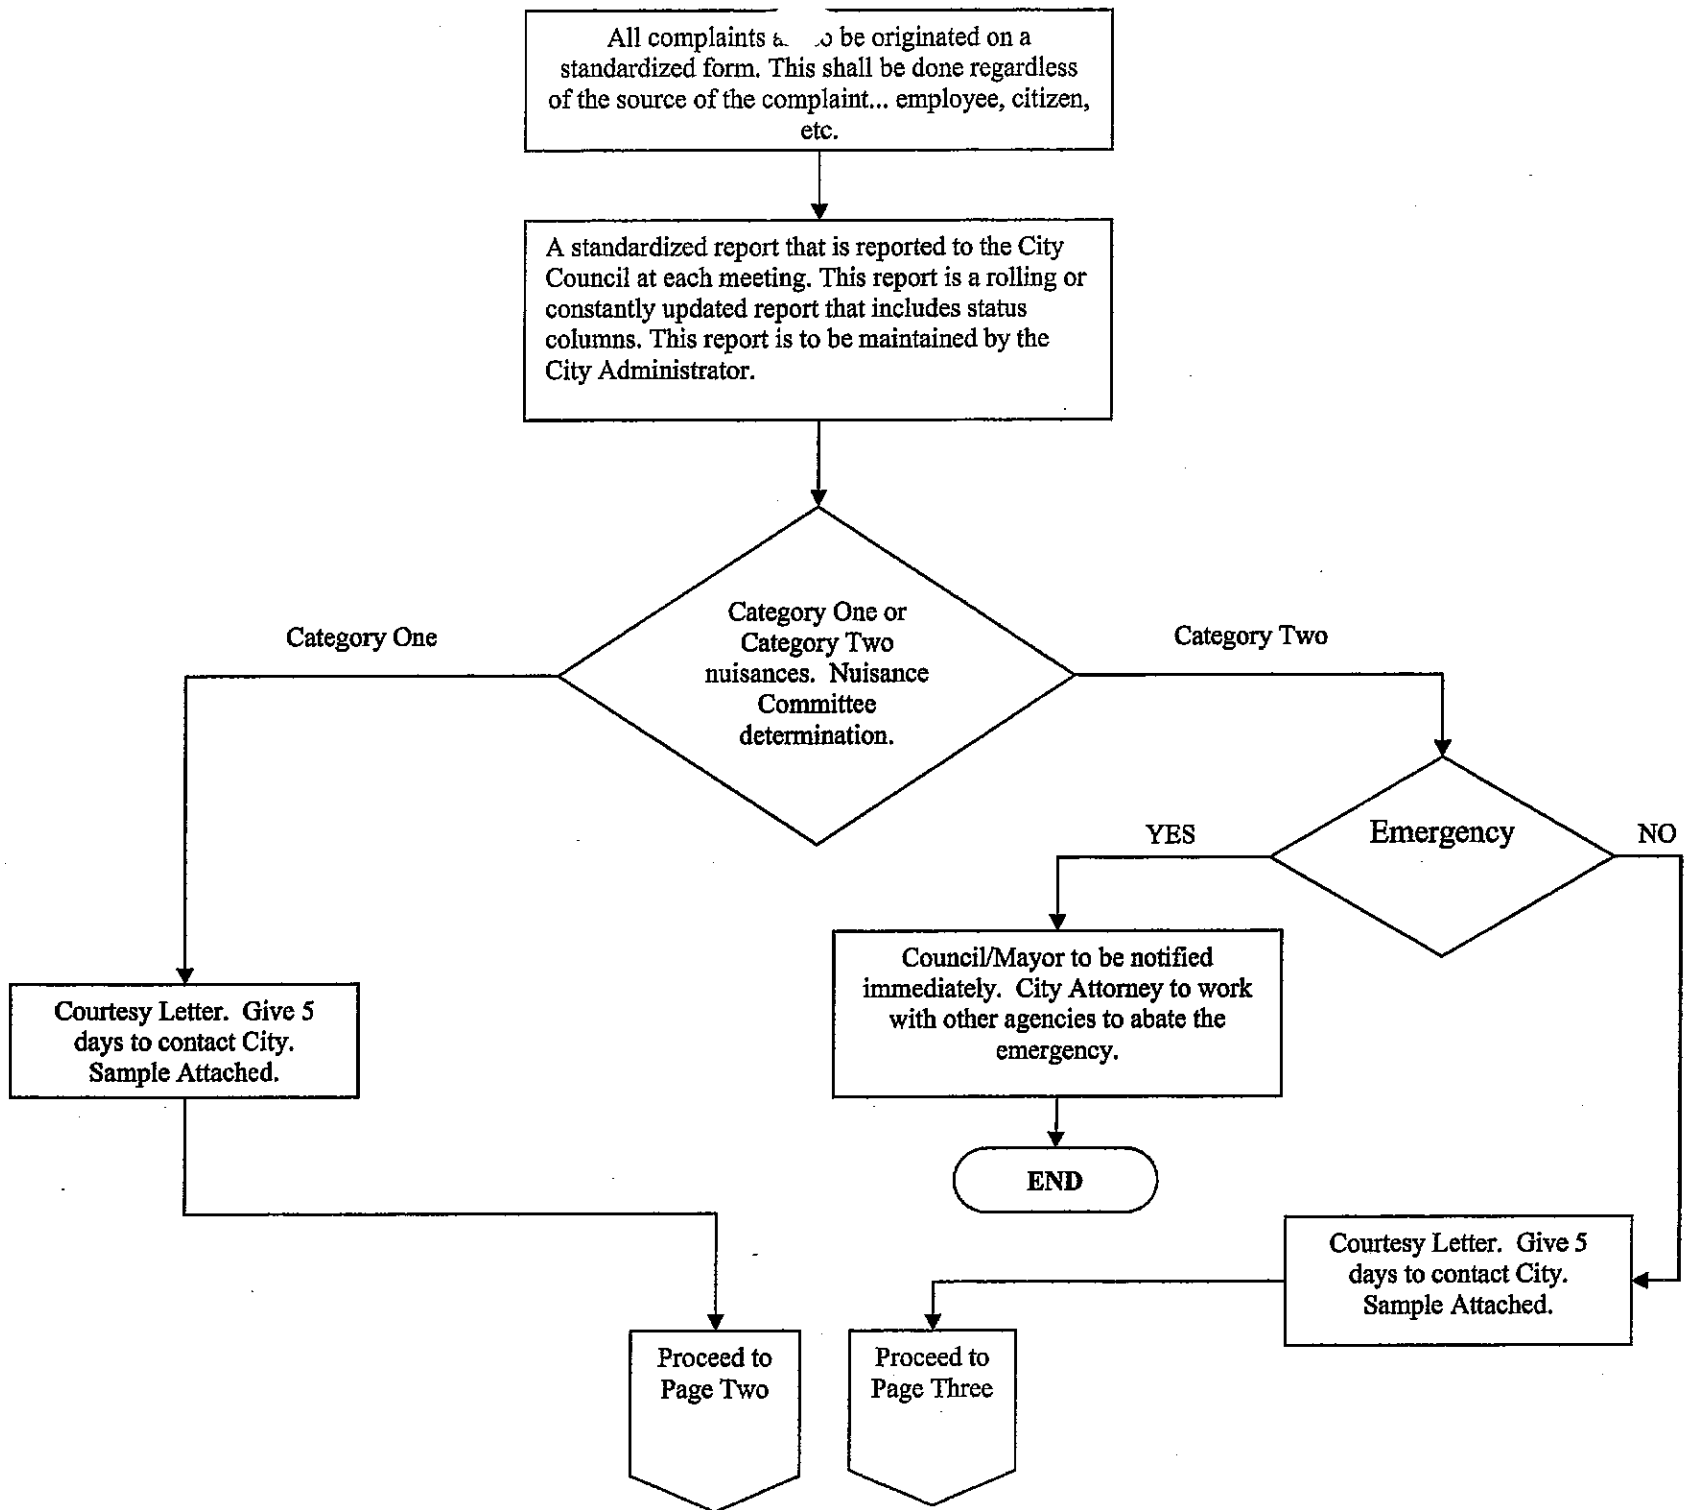 All complaints be originated on a
standardized form. This shall be done regardless
of the source of the complaint... employee, citizen,
etc.
A standardized report that is reported to the City
Council at each meeting. This report is a rolling or
constantly updated report that includes status
columns. This report is to be maintained by the
City Administrator.
Category One or
Category Two
nuisances. Nuisance
Committee
determination.
Category One
Category Two
Emergency
YES
NO
Council/Mayor to be notified
immediately. City Attorney to work
with other agencies to abate the
emergency.
END
Courtesy Letter. Give 5
days to contact City.
Sample Attached.
Courtesy Letter. Give 5
days to contact City.
Sample Attached.
Proceed to
Page Two
Proceed to
Page Three